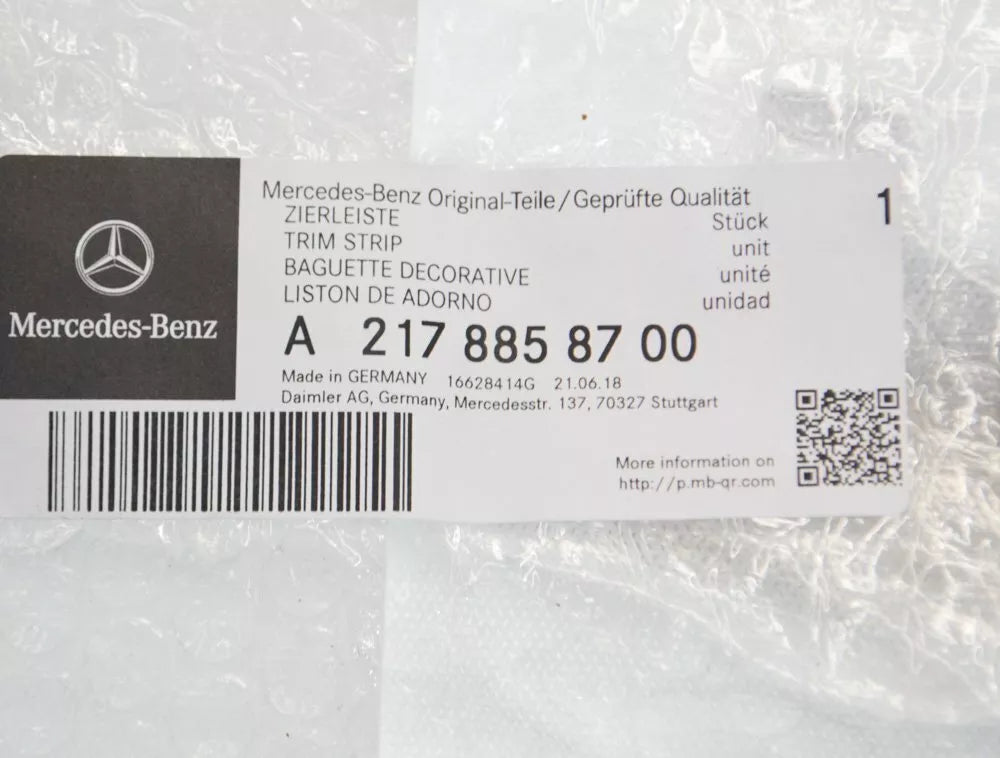 Mercedes-Benz
Mercedes-Benz Original-Teile/Geprüfte Qualität 1
ZIERLEISTE Stück
TRIM STRIP unit
BAGUETTE DECORATIVE unité
LISTON DE ADORNO unidad
A 217 885 87 00
Made in GERMANY 16628414G 21.06.18
Daimler AG, Germany, Mercedesstr. 137, 70327 Stuttgart
More information on
http://p.mb-qr.com